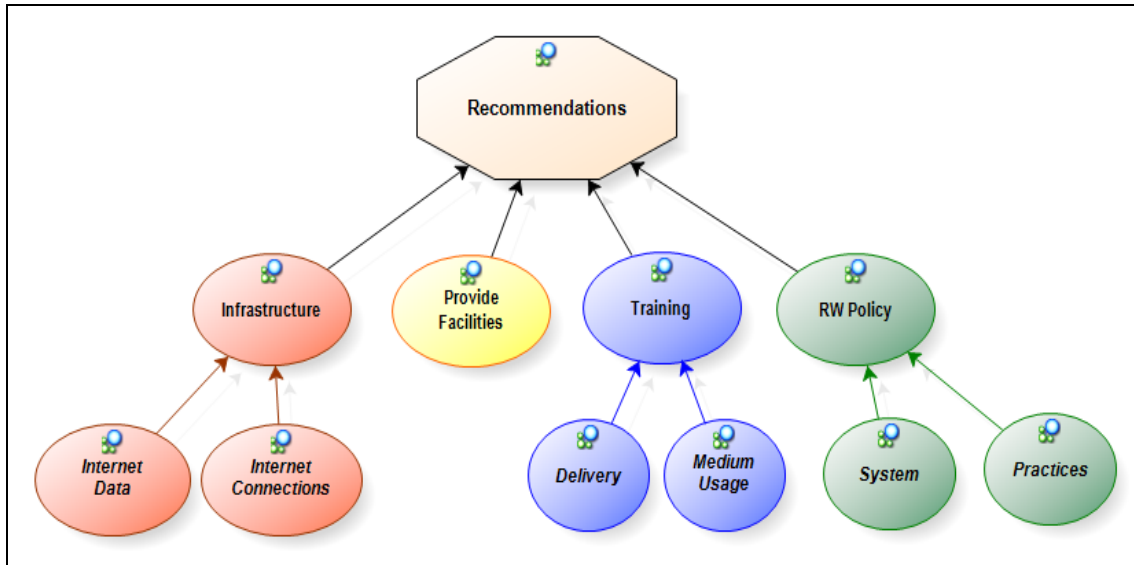 Recommendations
Infrastructure
Provide
Facilities
Training
RW Policy
Internet
Data
Internet
Connections
Delivery
Medium
Usage
System
Practices